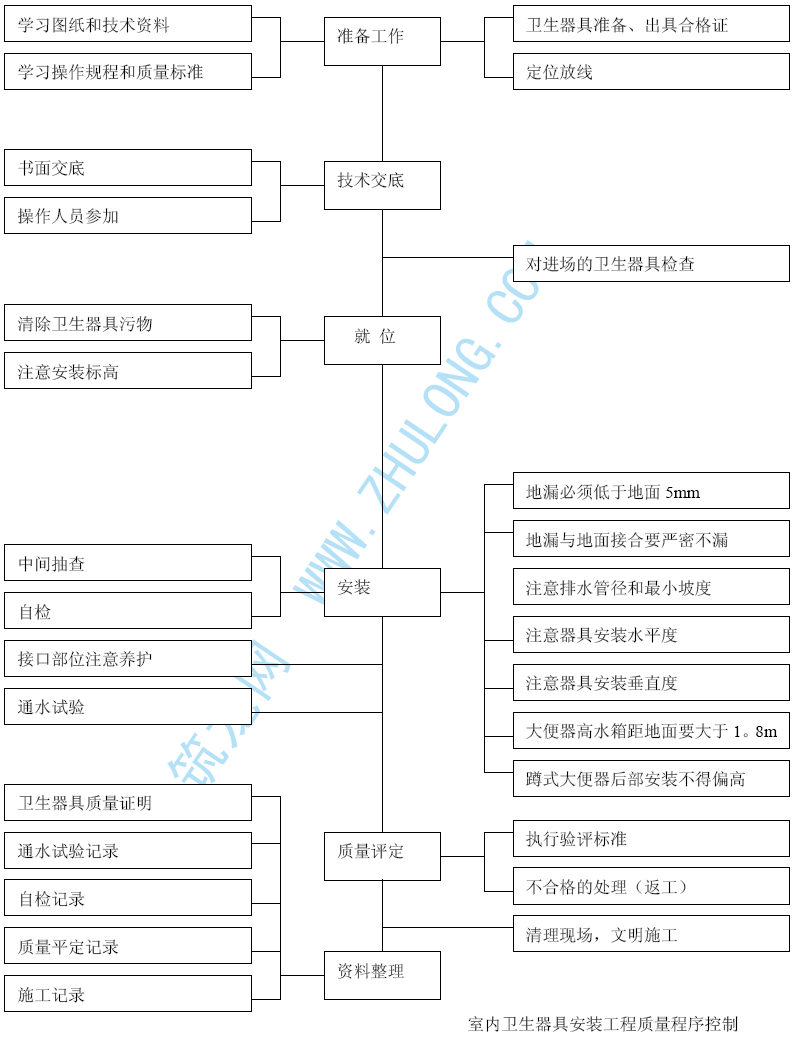 学习图纸和技术资料
准备工作
卫生器具准备、出具合格证
学习操作规程和质量标准
定位放线
书面交底
技术交底
操作人员参加
对进场的卫生器具检查
清除卫生器具污物
就 位
注意安装标高
地漏必须低于地面 5mm
地漏与地面接合要严密不漏
中间抽查
安装
注意排水管径和最小坡度
自检
注意器具安装水平度
接口部位注意养护
注意器具安装垂直度
通水试验
大便器高水箱距地面要大于 1。8m
蹲式大便器后部安装不得偏高
卫生器具质量证明
通水试验记录
质量评定
执行验评标准
自检记录
不合格的处理（返工）
质量平定记录
清理现场，文明施工
资料整理
施工记录
室内卫生器具安装工程质量程序控制
筑龙网 WWW.ZHULONG.CO